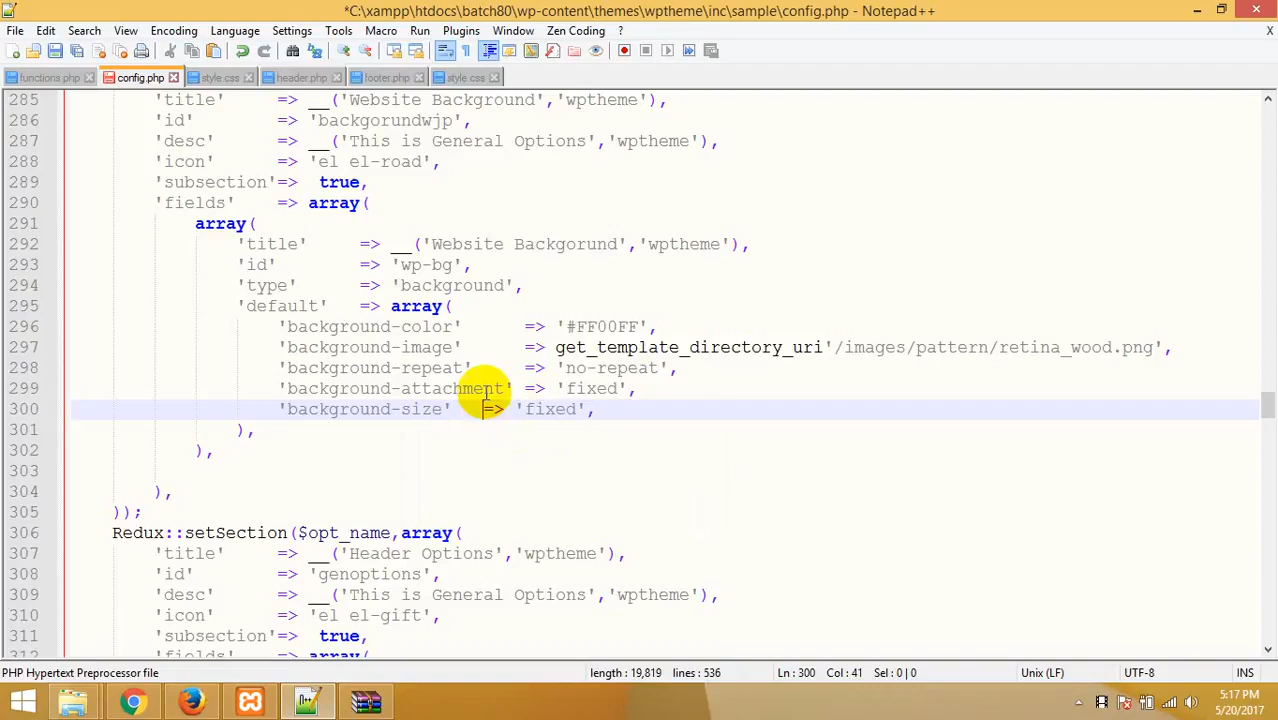 *C:\xampp\htdocs\batch80\wp-content\themes\wptheme\inc\sample\config.php - Notepad++
File Edit Search View Encoding Language Settings Tools Macro Run Plugins Window Zen Coding ? X
functions.php config.php style.css header.php footer.php style.css
285 'title' => __('Website Background','wptheme'),
286 'id' => 'backgorundwjp',
287 'desc' => __('This is General Options','wptheme'),
288 'icon' => 'el el-road',
289 'subsection'=> true,
290 'fields' => array(
291 array(
292 'title' => __('Website Backgorund','wptheme'),
293 'id' => 'wp-bg',
294 'type' => 'background',
295 'default' => array(
296 'background-color' => '#FF00FF',
297 'background-image' => get_template_directory_uri'/images/pattern/retina_wood.png',
298 'background-repeat' => 'no-repeat',
299 'background-attachment' => 'fixed',
300 'background-size' => 'fixed',
301 ),
302 ),
303
304 ),
305 ));
306 Redux::setSection($opt_name,array(
307 'title' => __('Header Options','wptheme'),
308 'id' => 'genoptions',
309 'desc' => __('This is General Options','wptheme'),
310 'icon' => 'el el-gift',
311 'subsection'=> true,
312 'fields' => array(
PHP Hypertext Preprocessor file length : 19,819 lines : 536 Ln : 300 Col : 41 Sel : 0 | 0 Unix (LF) UTF-8 INS
5:17 PM
5/20/2017